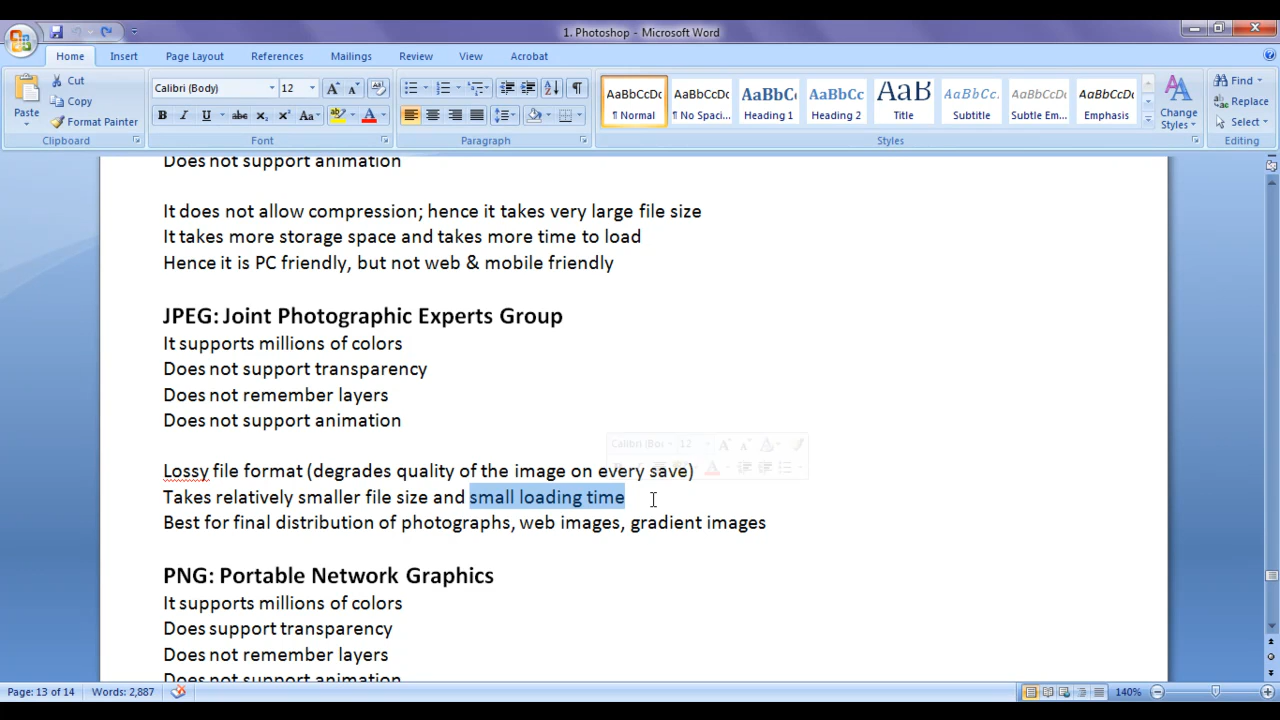 1. Photoshop - Microsoft Word
Home Insert Page Layout References Mailings Review View Acrobat
Paste
Cut
Copy
Format Painter
Clipboard
Calibri (Body) 12
Font
Paragraph
AaBbCcDc AaBbCcDc AaBbC AaBbCc AaB AaBbCc. AaBbCcDc AaBbCcDc
¶ Normal ¶ No Spaci... Heading 1 Heading 2 Title Subtitle Subtle Em... Emphasis
Change Styles
Styles
Find
Replace
Select
Editing
Does not support animation
It does not allow compression; hence it takes very large file size
It takes more storage space and takes more time to load
Hence it is PC friendly, but not web & mobile friendly
JPEG: Joint Photographic Experts Group
It supports millions of colors
Does not support transparency
Does not remember layers
Does not support animation
Calibri (Boc 12
Lossy file format (degrades quality of the image on every save)
Takes relatively smaller file size and small loading time
Best for final distribution of photographs, web images, gradient images
PNG: Portable Network Graphics
It supports millions of colors
Does support transparency
Does not remember layers
Does not support animation
Page: 13 of 14 Words: 2,887 140%